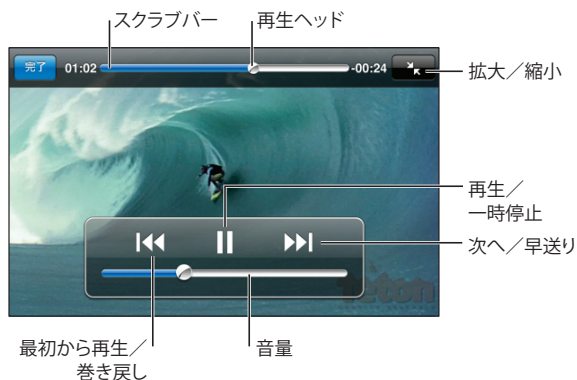 スクラブバー
再生ヘッド
完了
01:02
-00:24
拡大／縮小
再生／
一時停止
次へ／早送り
最初から再生／
巻き戻し
音量
Teton